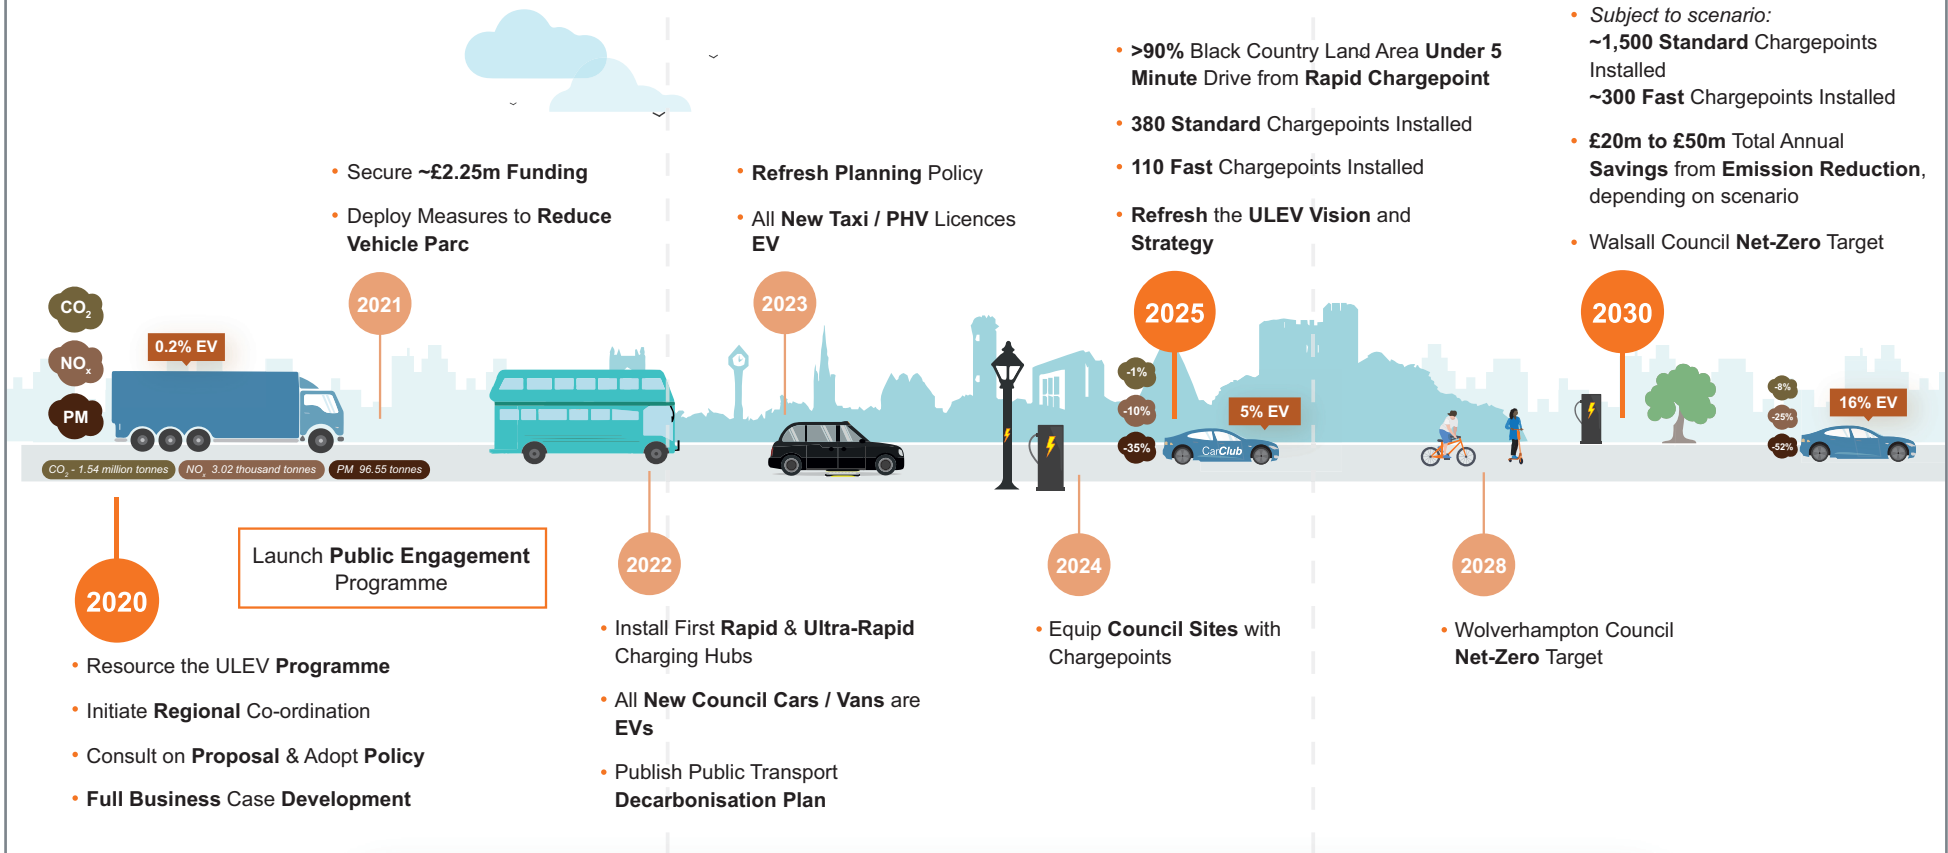 • Secure ~£2.25m Funding
• Deploy Measures to Reduce
Vehicle Parc
2021
• Refresh Planning Policy
• All New Taxi / PHV Licences
EV
2023
• >90% Black Country Land Area Under 5
Minute Drive from Rapid Chargepoint
• 380 Standard Chargepoints Installed
• 110 Fast Chargepoints Installed
• Refresh the ULEV Vision and
Strategy
2025
• Subject to scenario:
~1,500 Standard Chargepoints
Installed
~300 Fast Chargepoints Installed
• £20m to £50m Total Annual
Savings from Emission Reduction,
depending on scenario
• Walsall Council Net-Zero Target
2030
CO2
NOx
PM
0.2% EV
CO2 - 1.54 million tonnes
NOx 3.02 thousand tonnes
PM 96.55 tonnes
-1%
-10%
-35%
5% EV
CarClub
-8%
-25%
-52%
16% EV
2020
• Resource the ULEV Programme
• Initiate Regional Co-ordination
• Consult on Proposal & Adopt Policy
• Full Business Case Development
Launch Public Engagement
Programme
2022
• Install First Rapid & Ultra-Rapid
Charging Hubs
• All New Council Cars / Vans are
EVs
• Publish Public Transport
Decarbonisation Plan
2024
• Equip Council Sites with
Chargepoints
2028
• Wolverhampton Council
Net-Zero Target